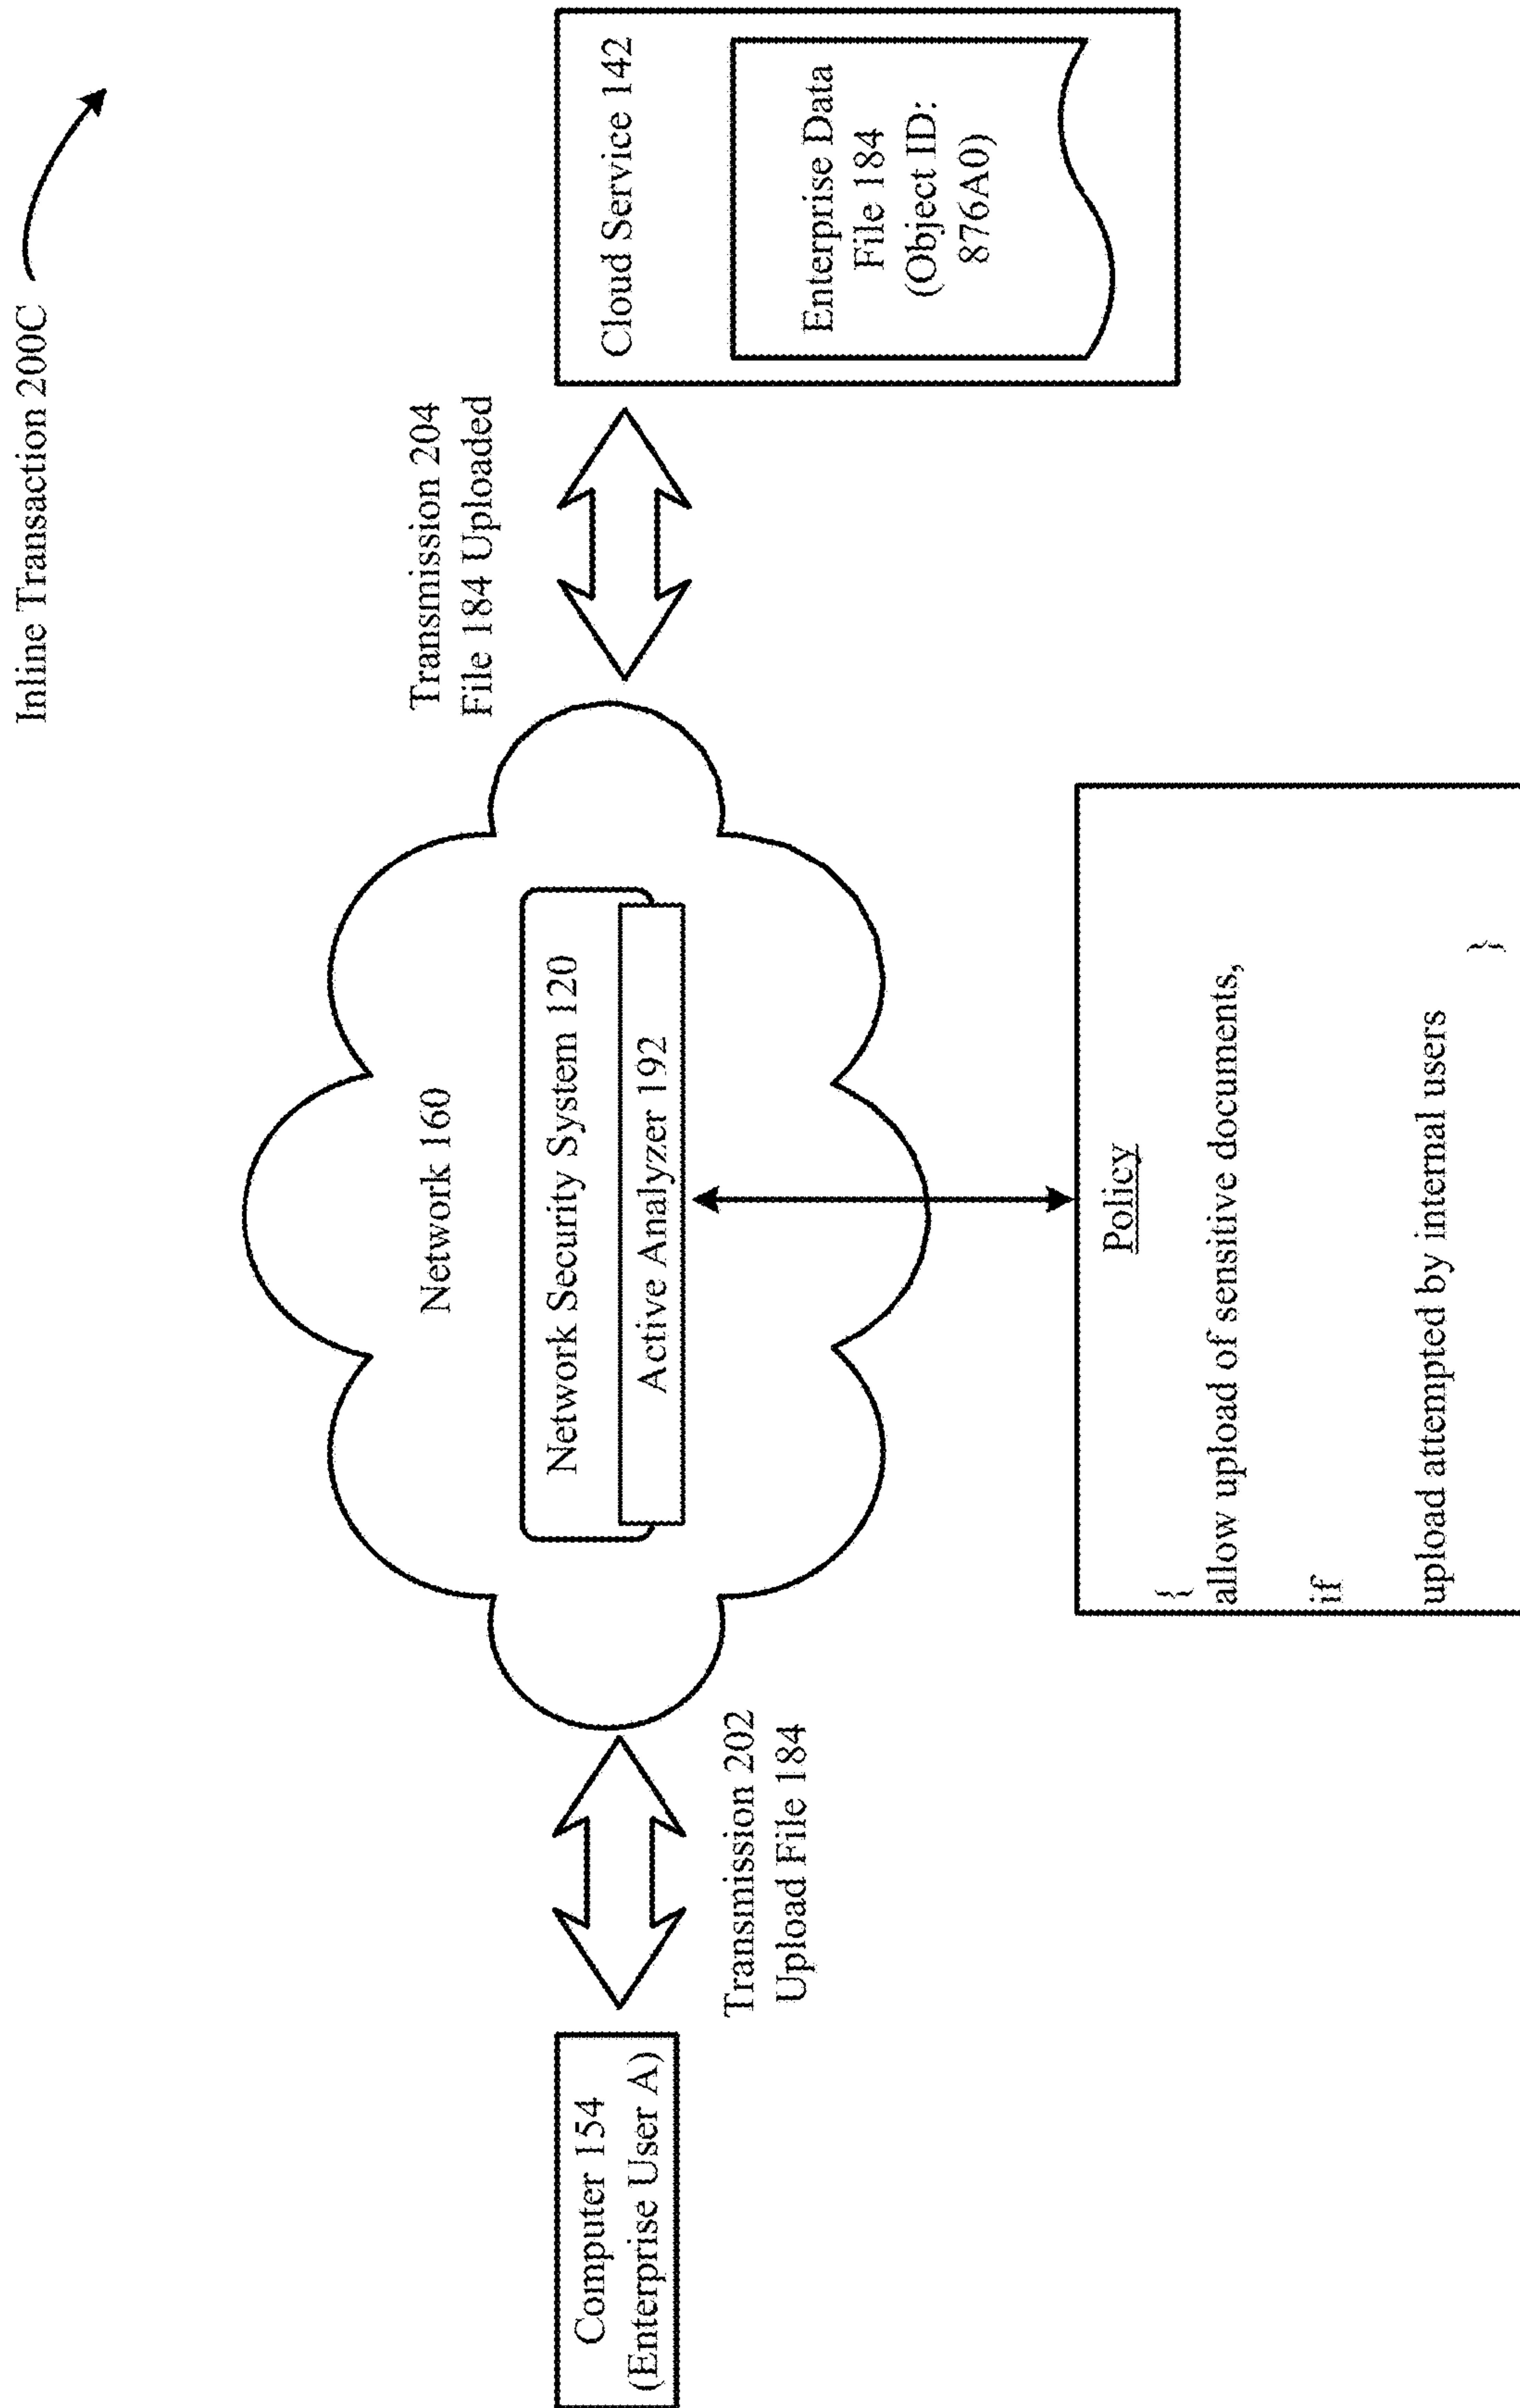 Inline Transaction 200C
Computer 154
(Enterprise User A)
Transmission 202
Upload File 184
Network 160
Network Security System 120
Active Analyzer 192
Transmission 204
File 184 Uploaded
Cloud Service 142
Enterprise Data
File 184
(Object ID:
876A0)
Policy
{
allow upload of sensitive documents,
if
upload attempted by internal users
}